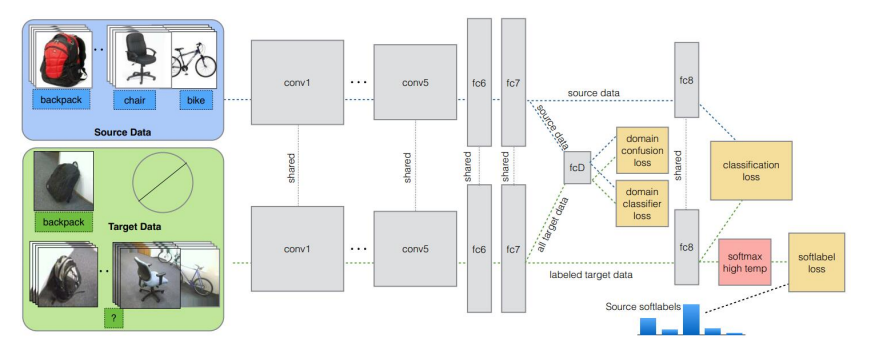 backpack
chair
bike
Source Data
backpack
Target Data
?
conv1
conv5
fc6
fc7
source data
fc8
shared
shared
shared
shared
shared
source data
all target data
fcD
domain
confusion
loss
domain
classifier
loss
classification
loss
conv1
conv5
fc6
fc7
labeled target data
fc8
softmax
high temp
softlabel
loss
Source softlabels